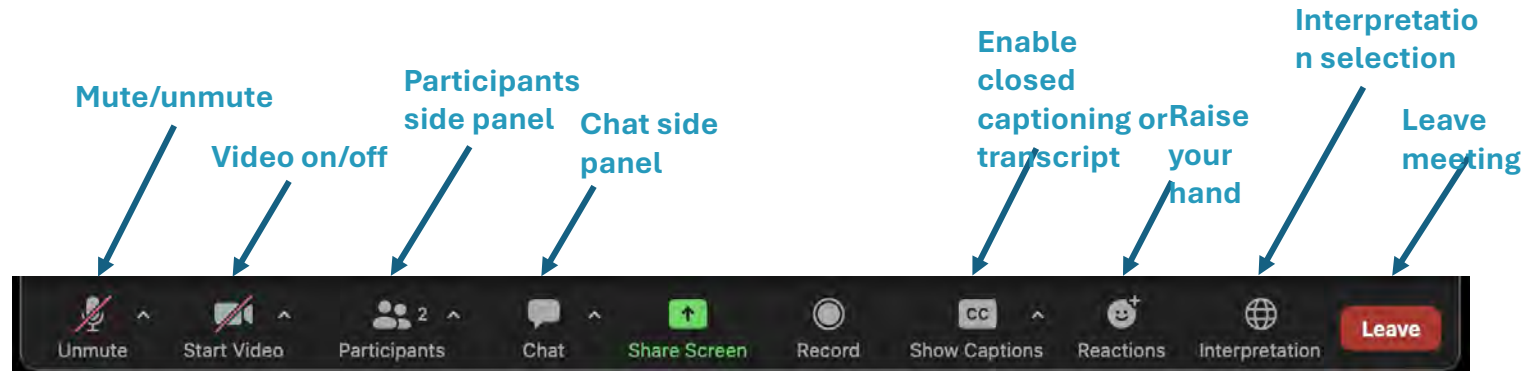 Mute/unmute
Video on/off
Participants
side panel
Chat side
panel
Enable
closed
captioning or
transcript
Raise
your
hand
Interpretatio
n selection
Leave
meeting
Unmute
Start Video
2
Participants
Chat
Share Screen
Record
CC
Show Captions
Reactions
Interpretation
Leave